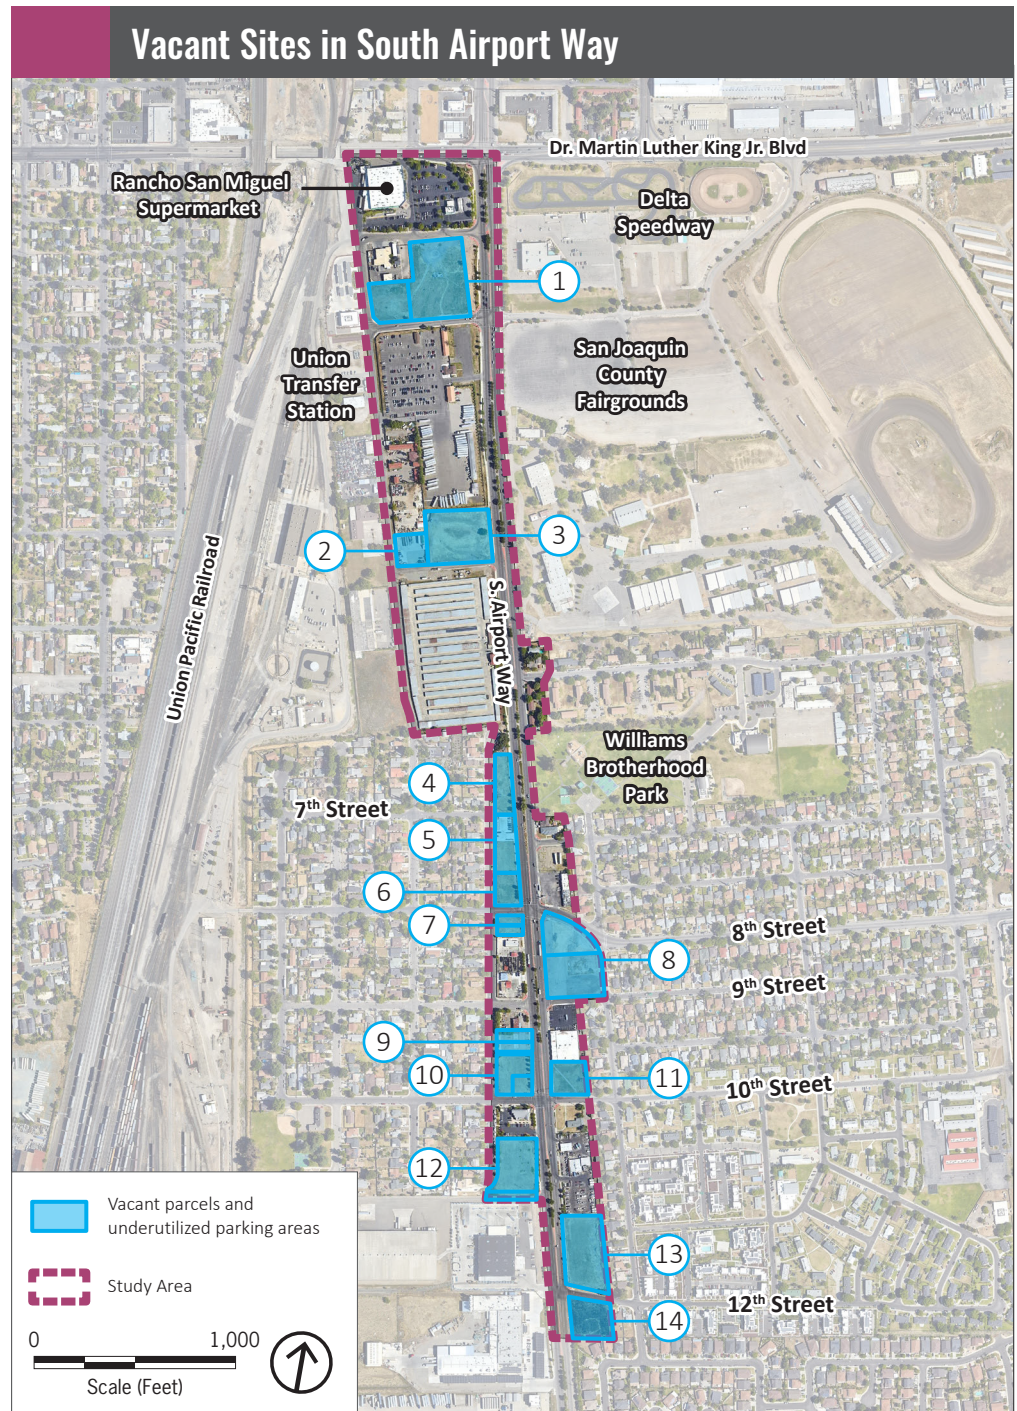 Vacant Sites in South Airport Way
Dr. Martin Luther King Jr. Blvd
Rancho San Miguel
Supermarket
Delta
Speedway
1
Union
Transfer
Station
San Joaquin
County
Fairgrounds
2
3
S. Airport Way
Union Pacific Railroad
Williams
Brotherhood
Park
4
7th Street
5
6
7
8th Street
8
9th Street
9
10
11
10th Street
12
13
12th Street
14
Vacant parcels and
underutilized parking areas
Study Area
0 1,000
Scale (Feet)